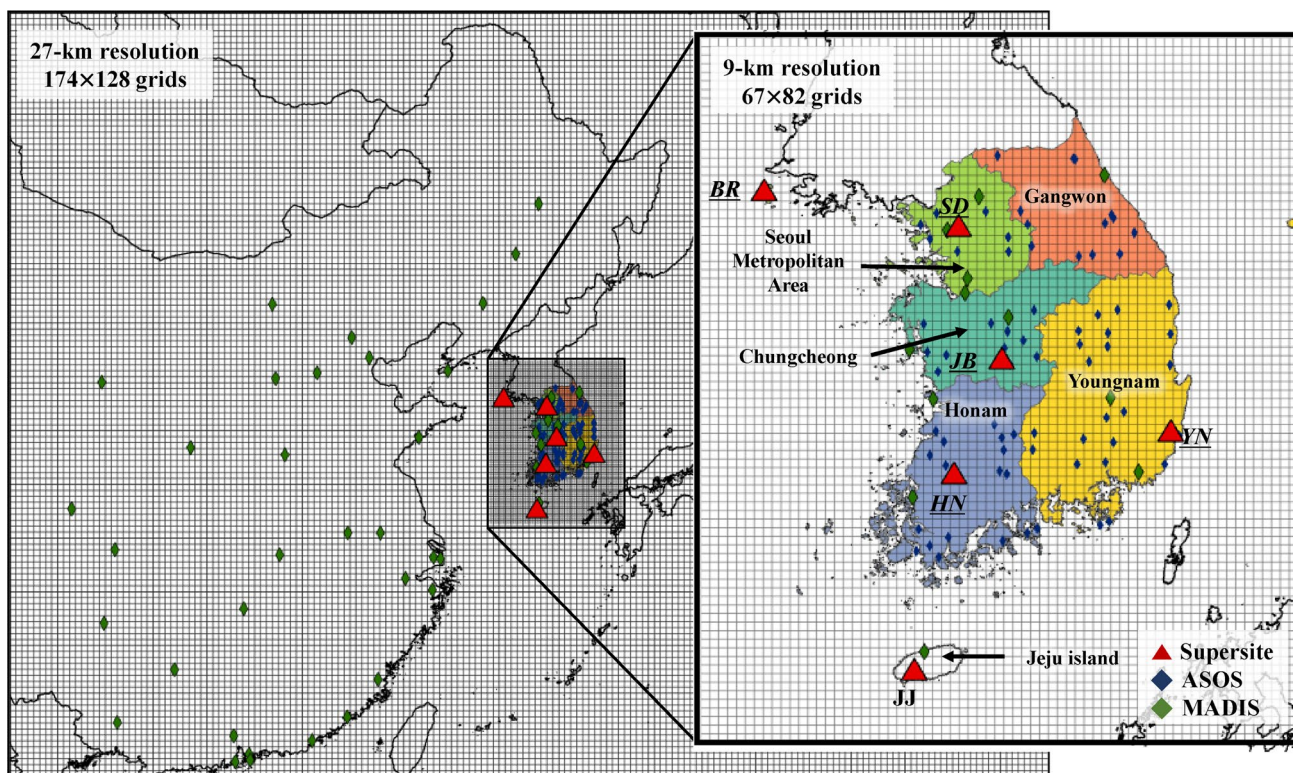 27-km resolution
174×128 grids
9-km resolution
67×82 grids
BR
SD
Gangwon
Seoul
Metropolitan
Area
Chungcheong
JB
Youngnam
Honam
YN
HN
Jeju island
JJ
Supersite
ASOS
MADIS